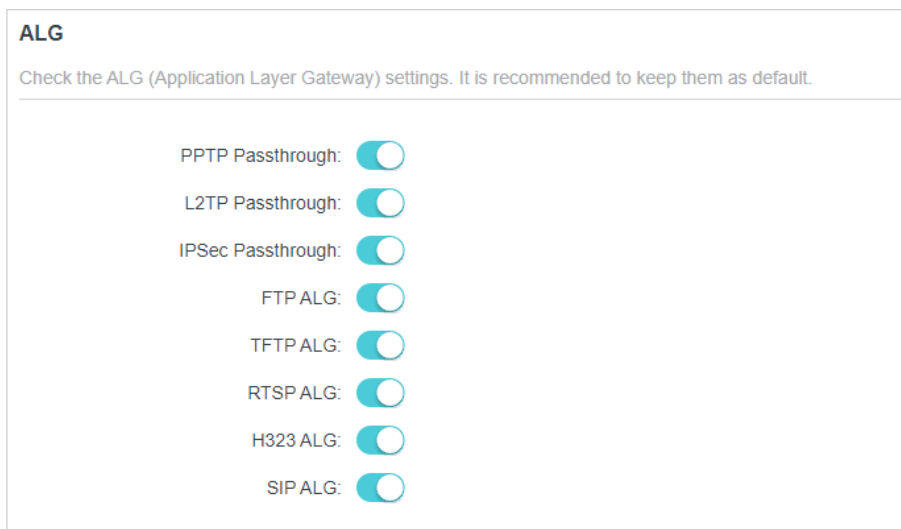 ALG
Check the ALG (Application Layer Gateway) settings. It is recommended to keep them as default.
PPTP Passthrough:
L2TP Passthrough:
IPSec Passthrough:
FTP ALG:
TFTP ALG:
RTSP ALG:
H323 ALG:
SIP ALG: